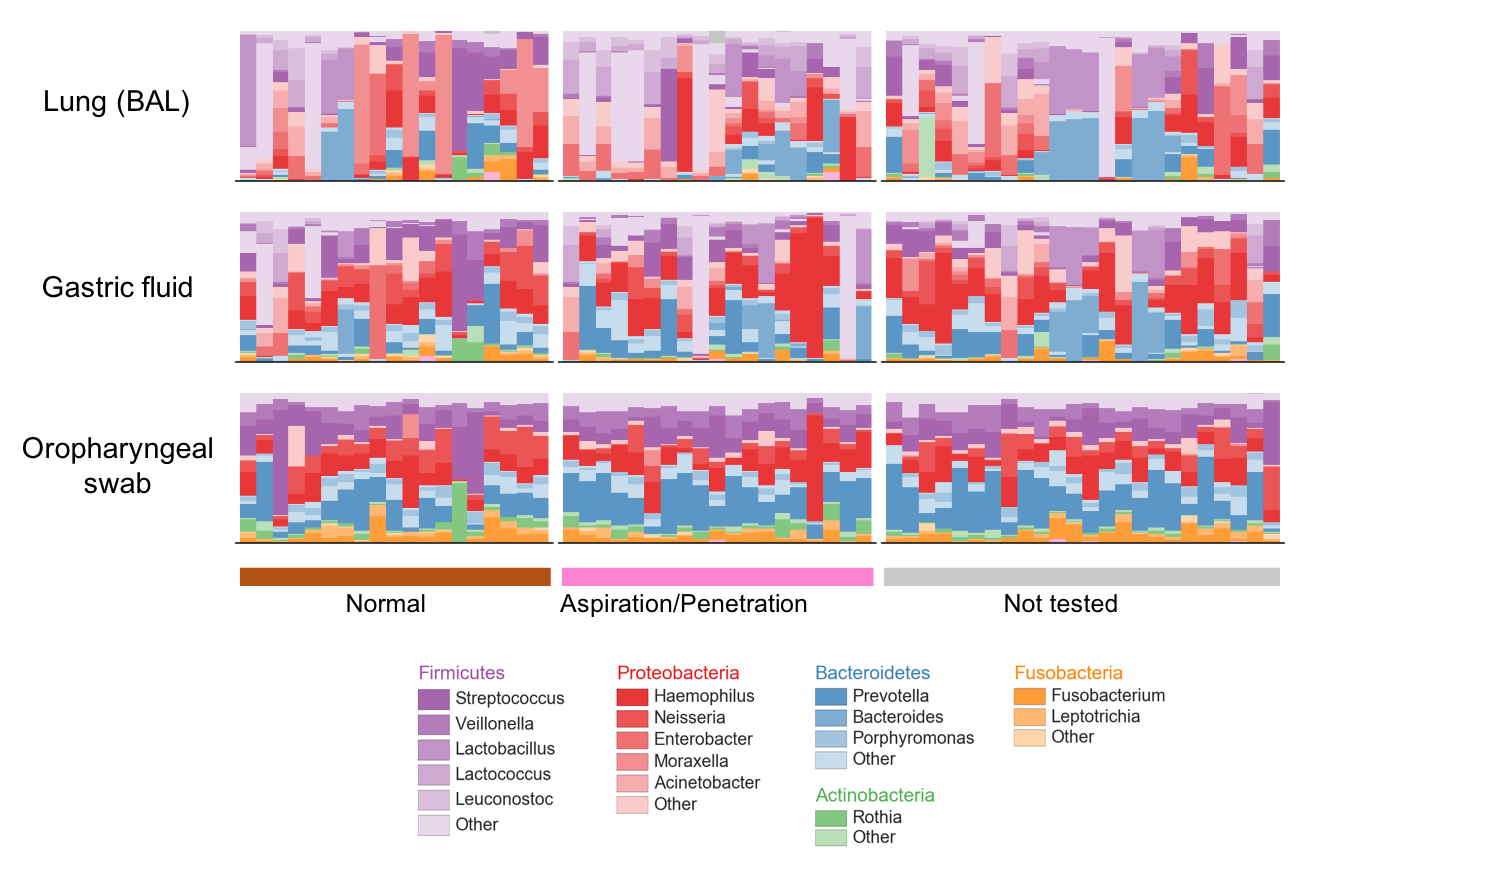 Lung (BAL)
Gastric fluid
Oropharyngeal
swab
Normal
Aspiration/Penetration
Not tested
Firmicutes
Streptococcus
Veillonella
Lactobacillus
Lactococcus
Leuconostoc
Other
Proteobacteria
Haemophilus
Neisseria
Enterobacter
Moraxella
Acinetobacter
Other
Bacteroidetes
Prevotella
Bacteroides
Porphyromonas
Other
Actinobacteria
Rothia
Other
Fusobacteria
Fusobacterium
Leptotrichia
Other